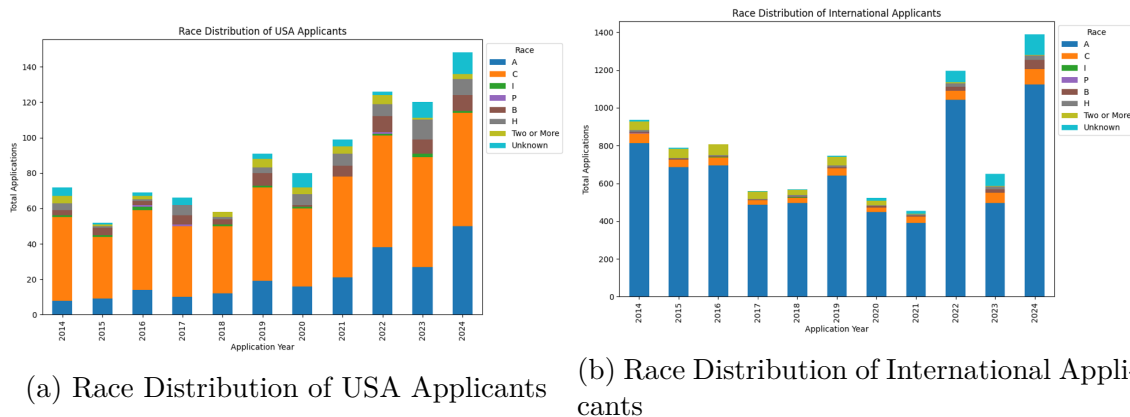 Race Distribution of USA Applicants
Total Applications
140
120
100
80
60
40
20
0
2014 2015 2016 2017 2018 2019 2020 2021 2022 2023 2024
Application Year
Race
A
C
I
P
B
H
Two or More
Unknown
(a) Race Distribution of USA Applicants
Race Distribution of International Applicants
Total Applications
1400
1200
1000
800
600
400
200
0
2014 2015 2016 2017 2018 2019 2020 2021 2022 2023 2024
Application Year
Race
A
C
I
P
B
H
Two or More
Unknown
(b) Race Distribution of International Appli-
cants